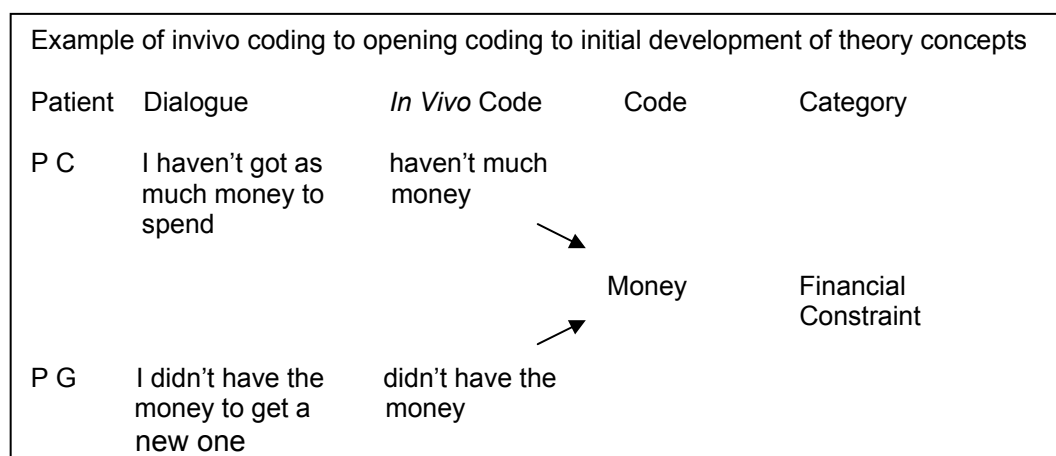 Example of invivo coding to opening coding to initial development of theory concepts
Patient Dialogue In Vivo Code Code Category
P C I haven’t got as haven’t much
much money to money
spend
Money Financial
Constraint
P G I didn’t have the didn’t have the
money to get a money
new one